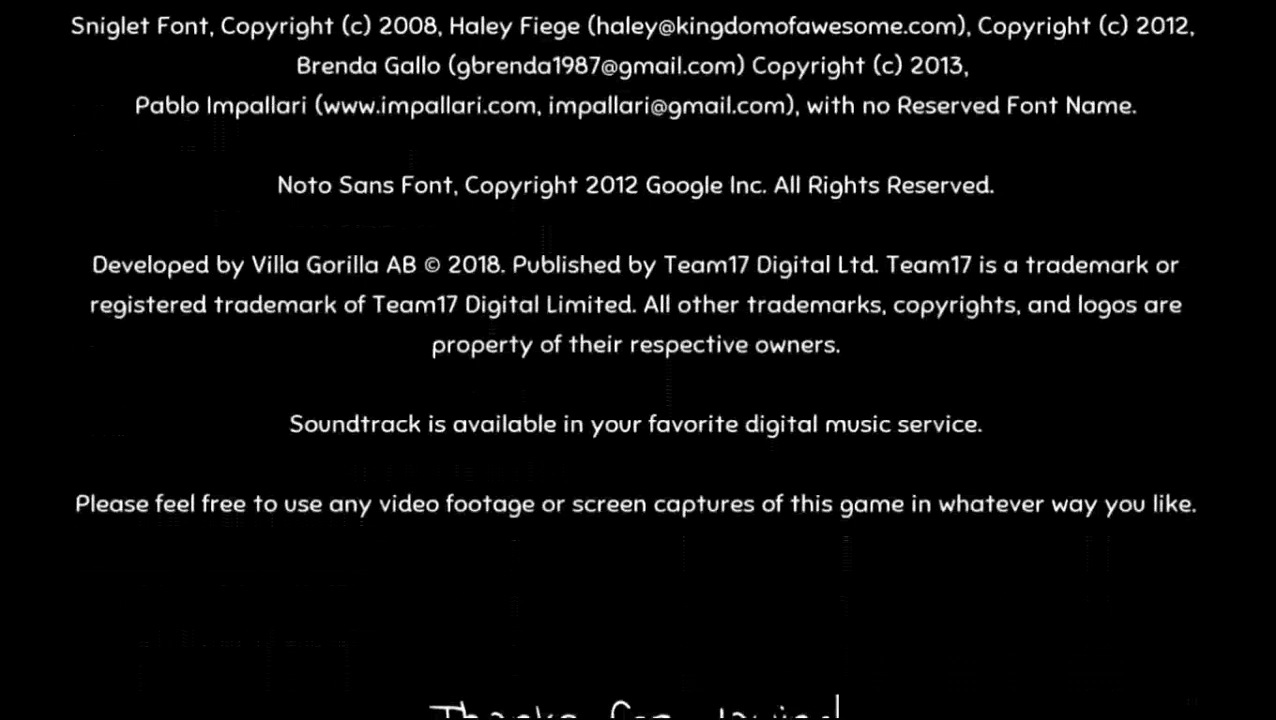 Sniglet Font, Copyright (c) 2008, Haley Fiege (haley@kingdomofawesome.com), Copyright (c) 2012,
Brenda Gallo (gbrenda1987@gmail.com) Copyright (c) 2013,
Pablo Impallari (www.impallari.com, impallari@gmail.com), with no Reserved Font Name.
Noto Sans Font, Copyright 2012 Google Inc. All Rights Reserved.
Developed by Villa Gorilla AB © 2018. Published by Team17 Digital Ltd. Team17 is a trademark or
registered trademark of Team17 Digital Limited. All other trademarks, copyrights, and logos are
property of their respective owners.
Soundtrack is available in your favorite digital music service.
Please feel free to use any video footage or screen captures of this game in whatever way you like.
Thanks for